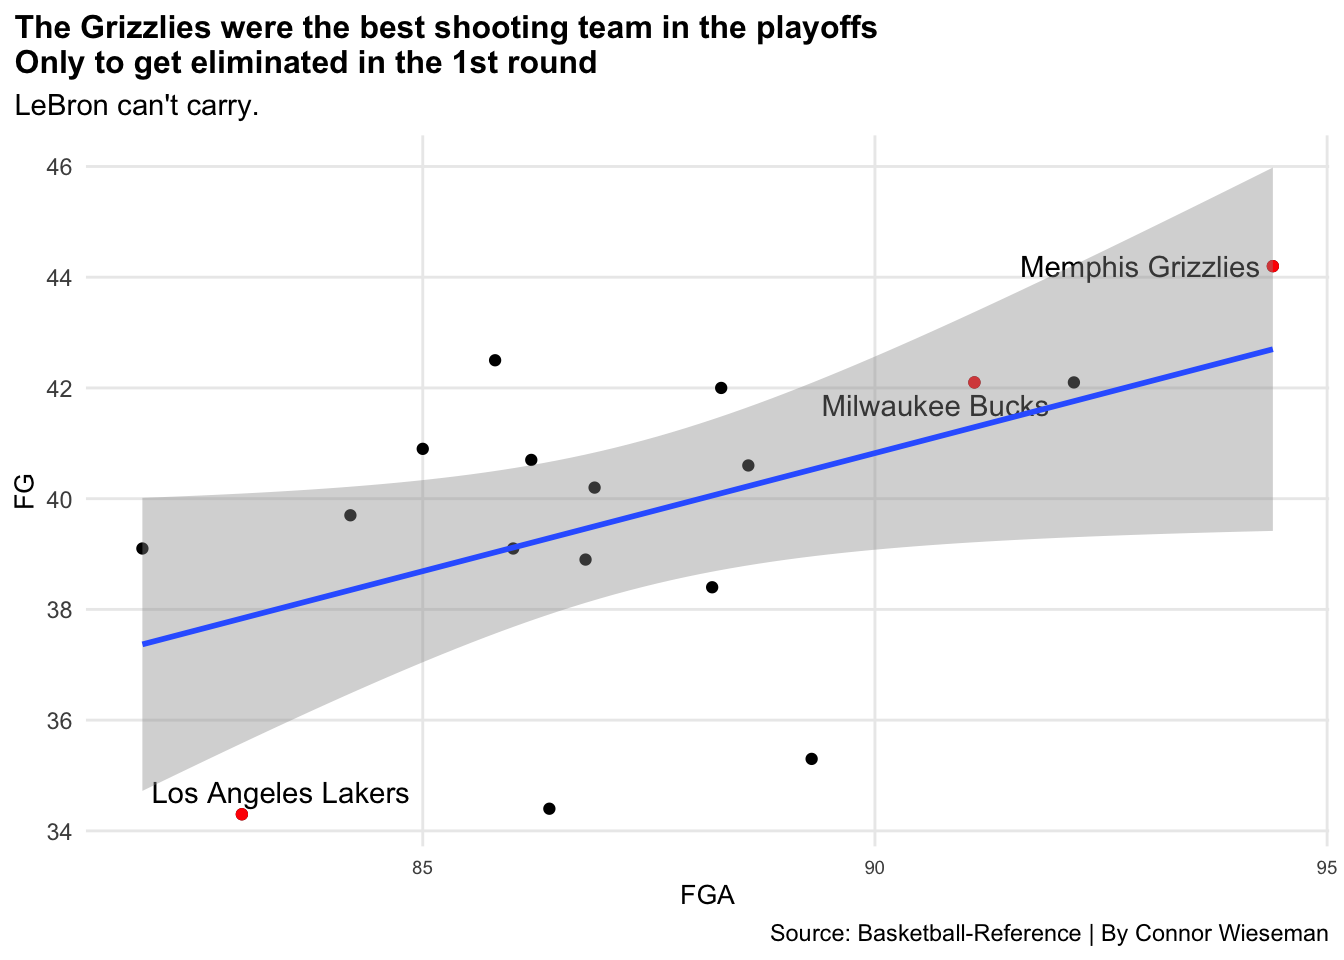 The Grizzlies were the best shooting team in the playoffs
Only to get eliminated in the 1st round
LeBron can't carry.
46
44
42
40
38
36
34
FG
Memphis Grizzlies
Milwaukee Bucks
Los Angeles Lakers
85
90
95
FGA
Source: Basketball-Reference | By Connor Wieseman